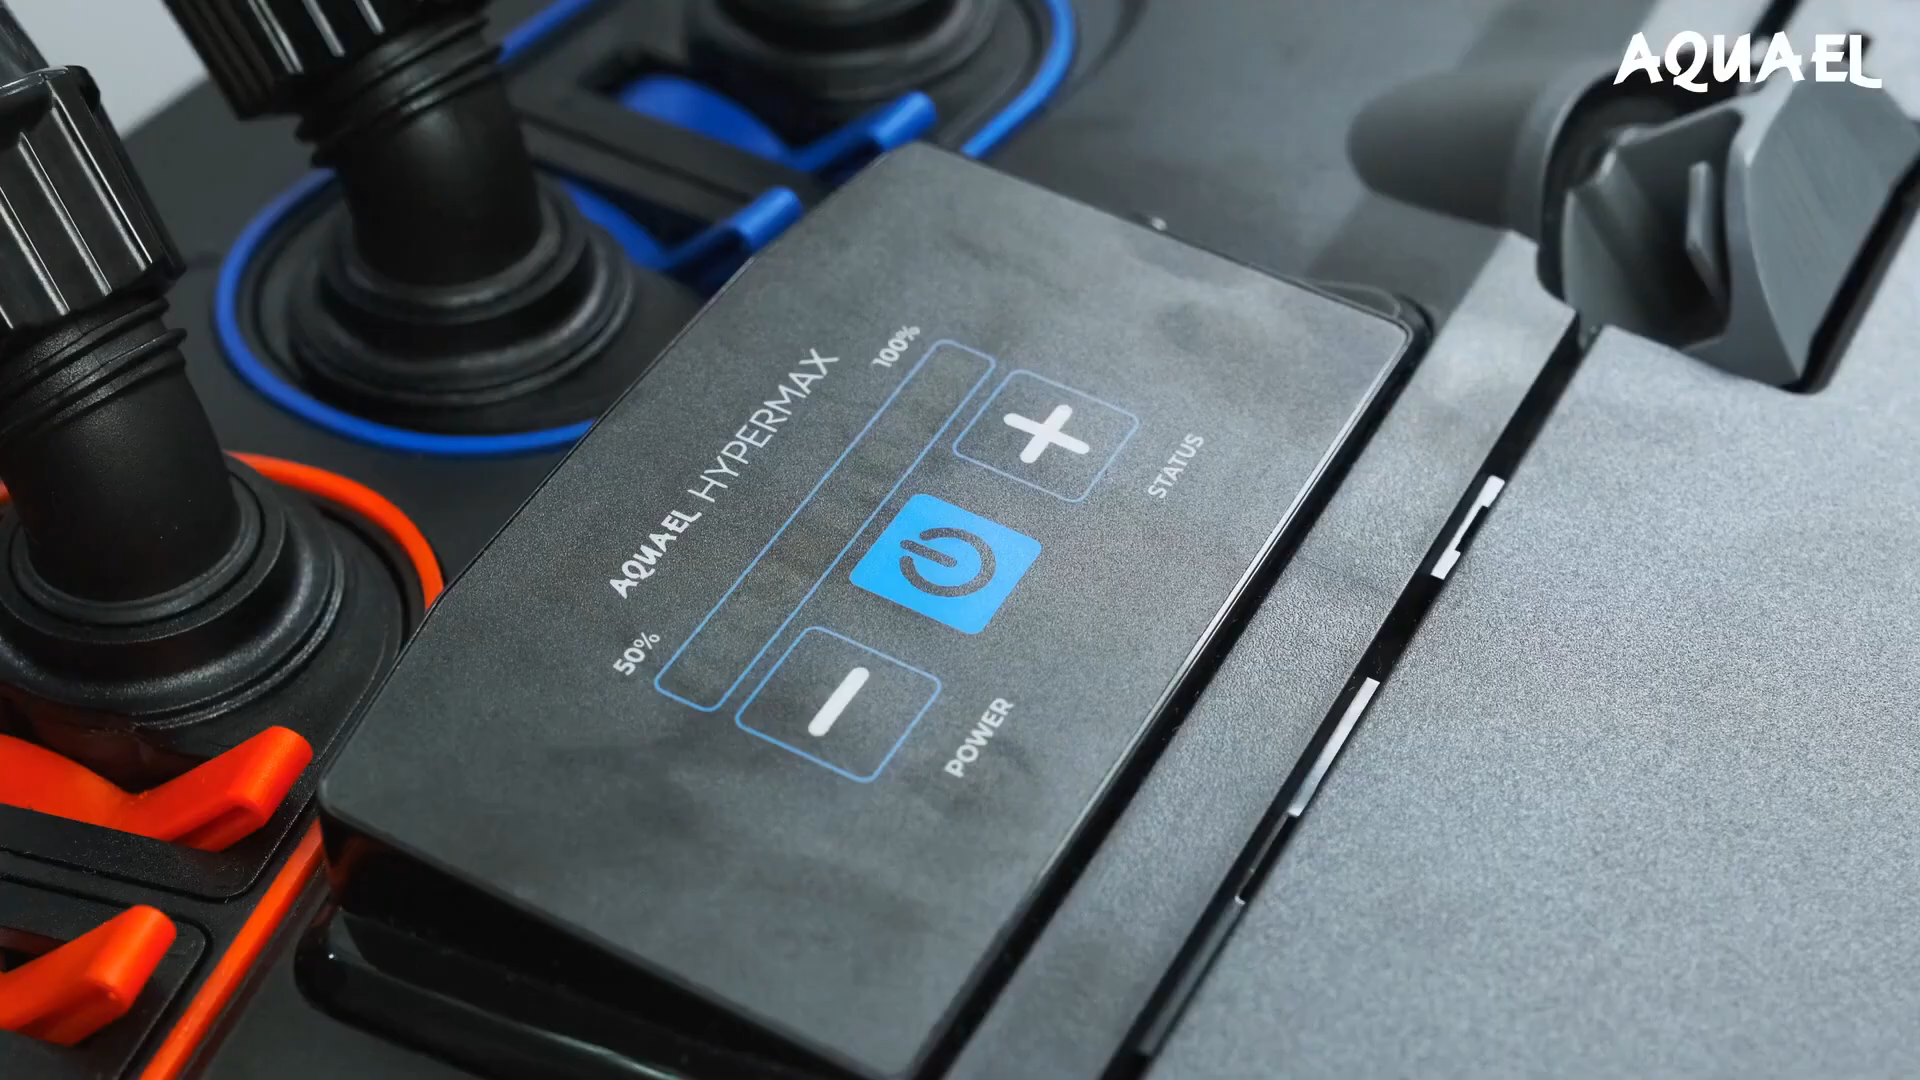 AQUAEL
AQUAEL HYPERMAX
50%
100%
POWER
STATUS